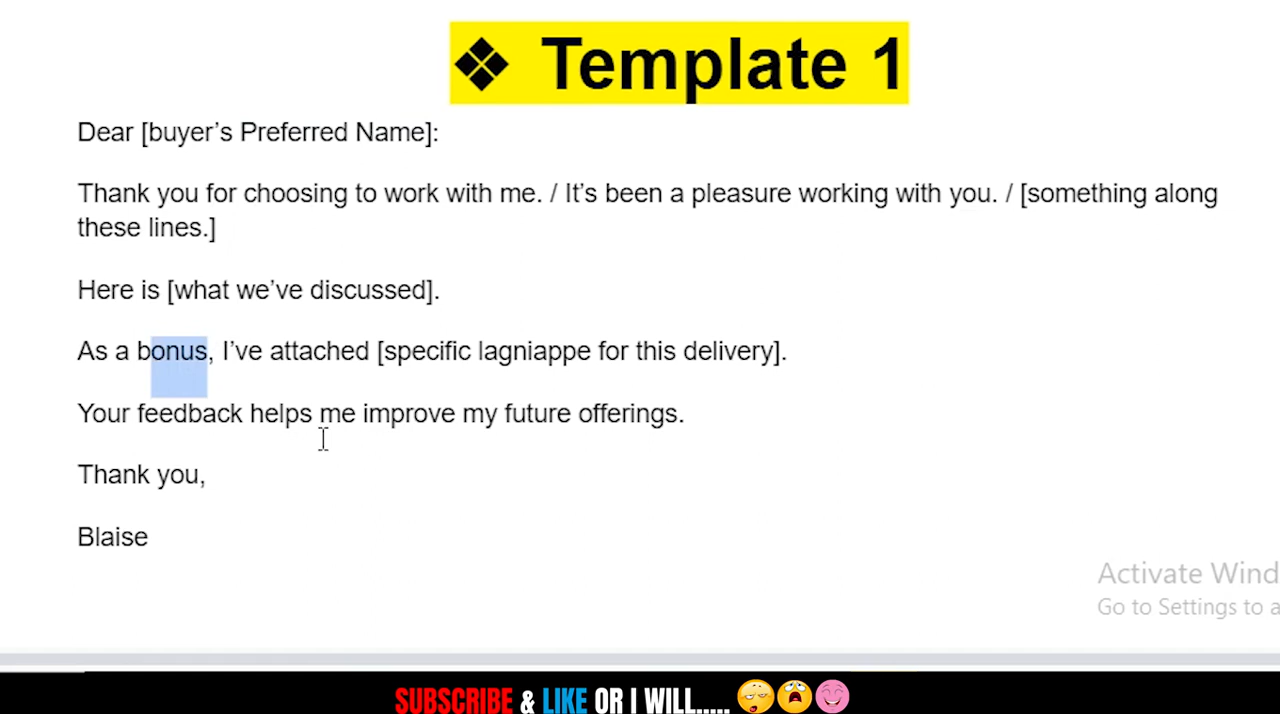 ❖ Template 1
Dear [buyer’s Preferred Name]:
Thank you for choosing to work with me. / It’s been a pleasure working with you. / [something along
these lines.]
Here is [what we’ve discussed].
As a bonus, I’ve attached [specific lagniappe for this delivery].
Your feedback helps me improve my future offerings.
Thank you,
Blaise
Activate Wind
Go to Settings to a
SUBSCRIBE & LIKE OR I WILL.....